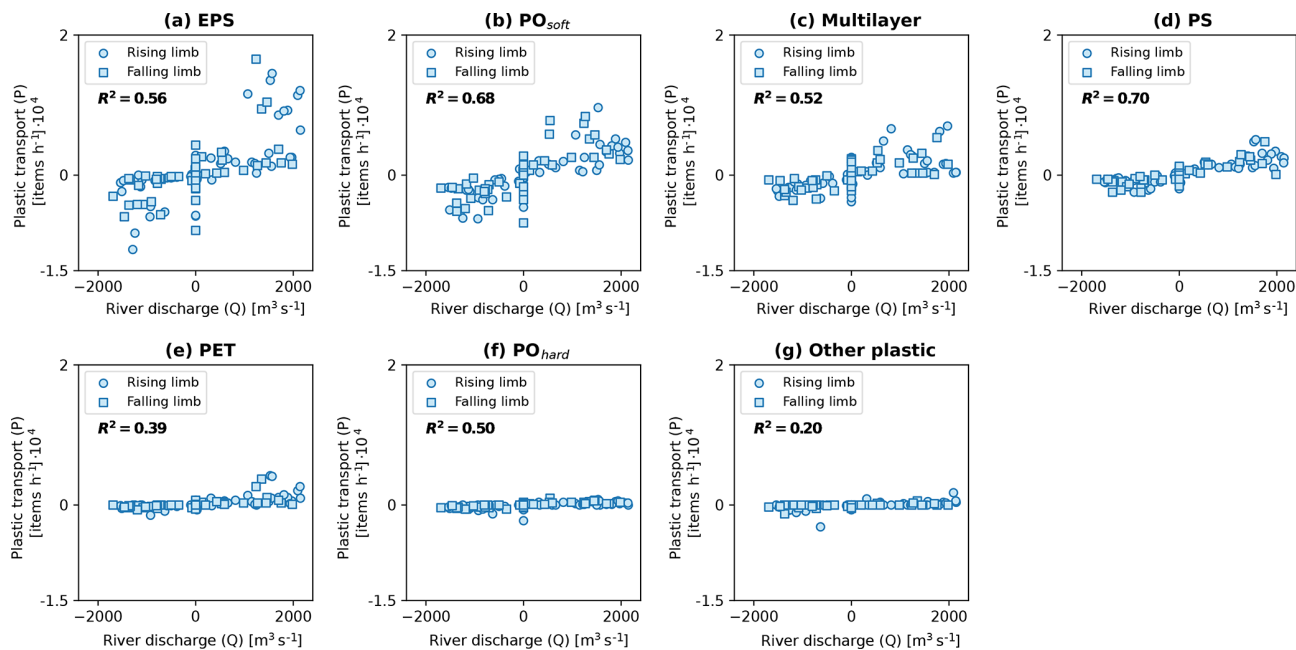 (a) EPS
2
Rising limb
Falling limb
R² = 0.56
0
-1.5
Plastic transport (P)
[items h⁻¹]·10⁴
−2000 0 2000
River discharge (Q) [m³ s⁻¹]
(b) PO_soft
2
Rising limb
Falling limb
R² = 0.68
0
-1.5
Plastic transport (P)
[items h⁻¹]·10⁴
−2000 0 2000
River discharge (Q) [m³ s⁻¹]
(c) Multilayer
2
Rising limb
Falling limb
R² = 0.52
0
-1.5
Plastic transport (P)
[items h⁻¹]·10⁴
−2000 0 2000
River discharge (Q) [m³ s⁻¹]
(d) PS
2
Rising limb
Falling limb
R² = 0.70
0
-1.5
Plastic transport (P)
[items h⁻¹]·10⁴
−2000 0 2000
River discharge (Q) [m³ s⁻¹]
(e) PET
2
Rising limb
Falling limb
R² = 0.39
0
-1.5
Plastic transport (P)
[items h⁻¹]·10⁴
−2000 0 2000
River discharge (Q) [m³ s⁻¹]
(f) PO_hard
2
Rising limb
Falling limb
R² = 0.50
0
-1.5
Plastic transport (P)
[items h⁻¹]·10⁴
−2000 0 2000
River discharge (Q) [m³ s⁻¹]
(g) Other plastic
2
Rising limb
Falling limb
R² = 0.20
0
-1.5
Plastic transport (P)
[items h⁻¹]·10⁴
−2000 0 2000
River discharge (Q) [m³ s⁻¹]